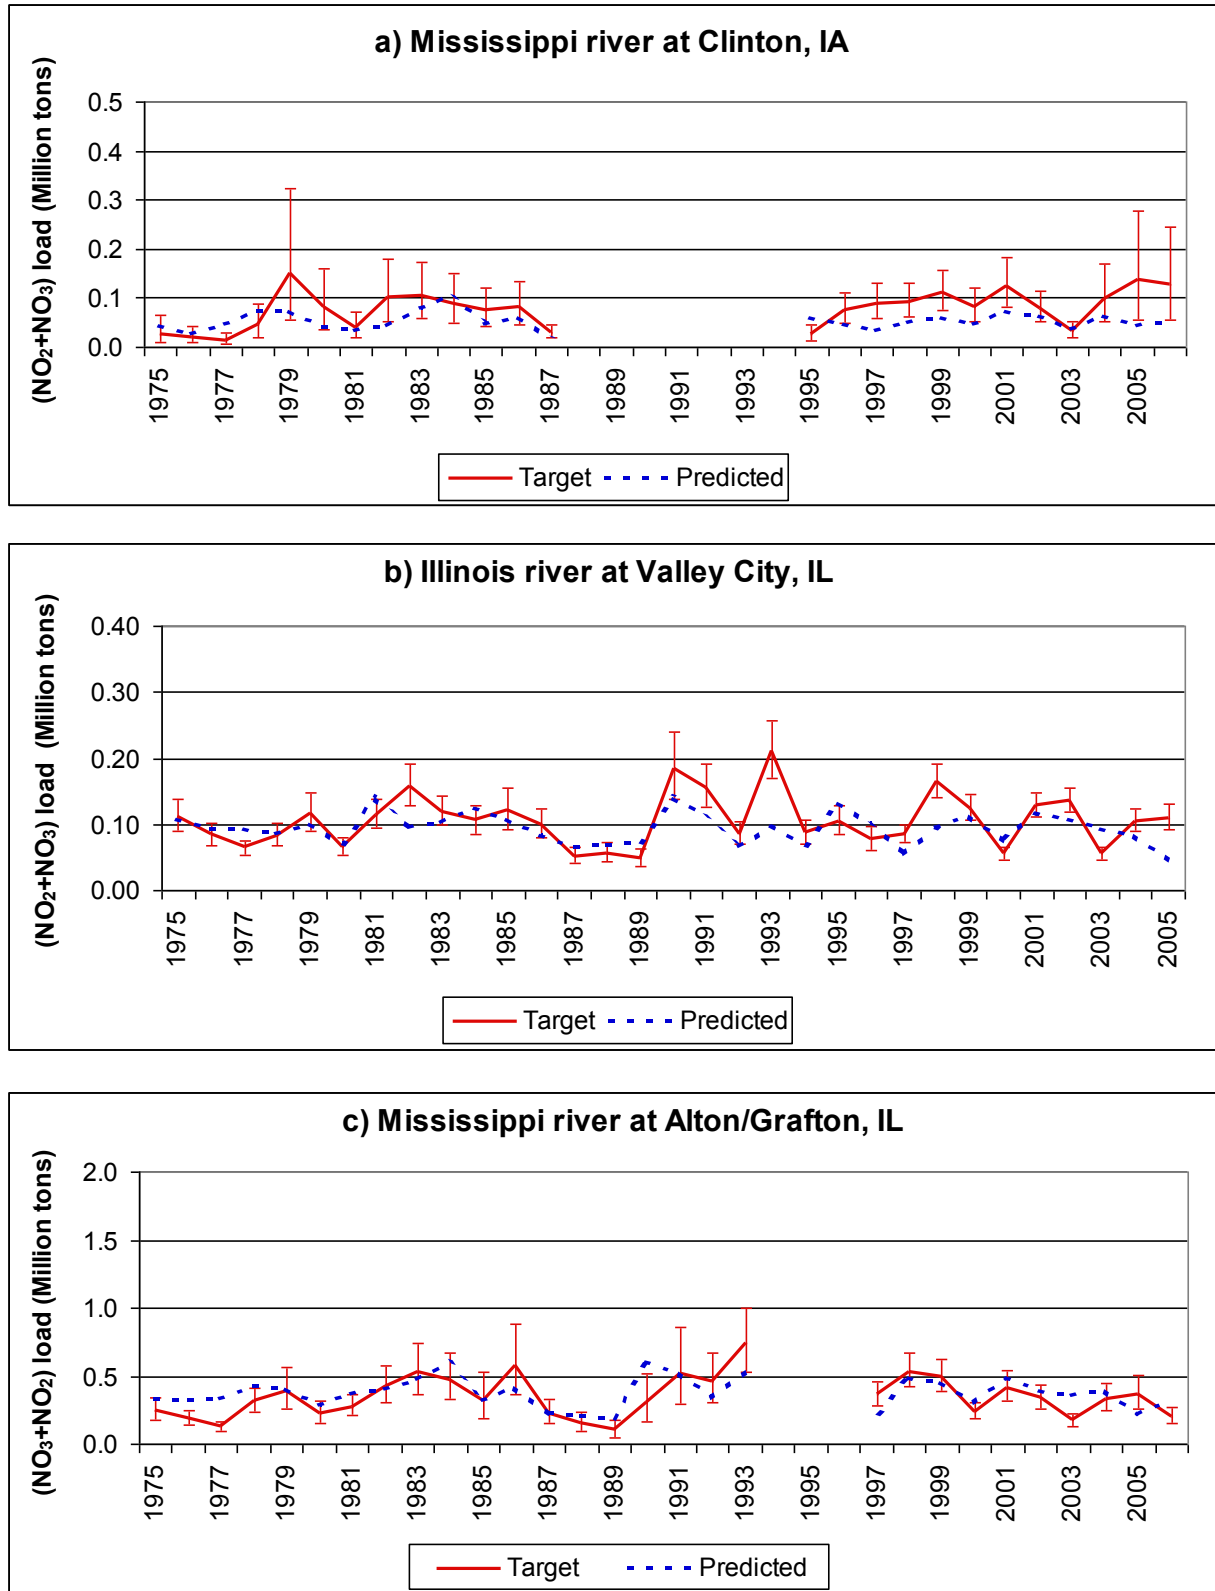 a) Mississippi river at Clinton, IA
(NO₂+NO₃) load (Million tons)
0.5
0.4
0.3
0.2
0.1
0.0
1975 1977 1979 1981 1983 1985 1987 1989 1991 1993 1995 1997 1999 2001 2003 2005
Target Predicted
b) Illinois river at Valley City, IL
(NO₂+NO₃) load (Million tons)
0.40
0.30
0.20
0.10
0.00
1975 1977 1979 1981 1983 1985 1987 1989 1991 1993 1995 1997 1999 2001 2003 2005
Target Predicted
c) Mississippi river at Alton/Grafton, IL
(NO₃+NO₂) load (Million tons)
2.0
1.5
1.0
0.5
0.0
1975 1977 1979 1981 1983 1985 1987 1989 1991 1993 1995 1997 1999 2001 2003 2005
Target Predicted